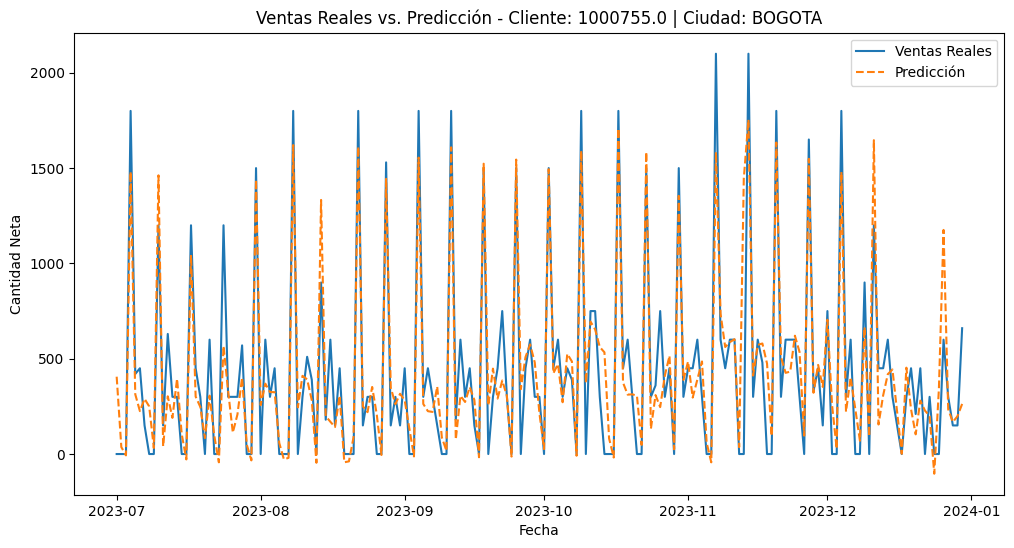 Ventas Reales vs. Predicción - Cliente: 1000755.0 | Ciudad: BOGOTA
Ventas Reales
Predicción
Cantidad Neta
2000
1500
1000
500
0
2023-07
2023-08
2023-09
2023-10
2023-11
2023-12
2024-01
Fecha